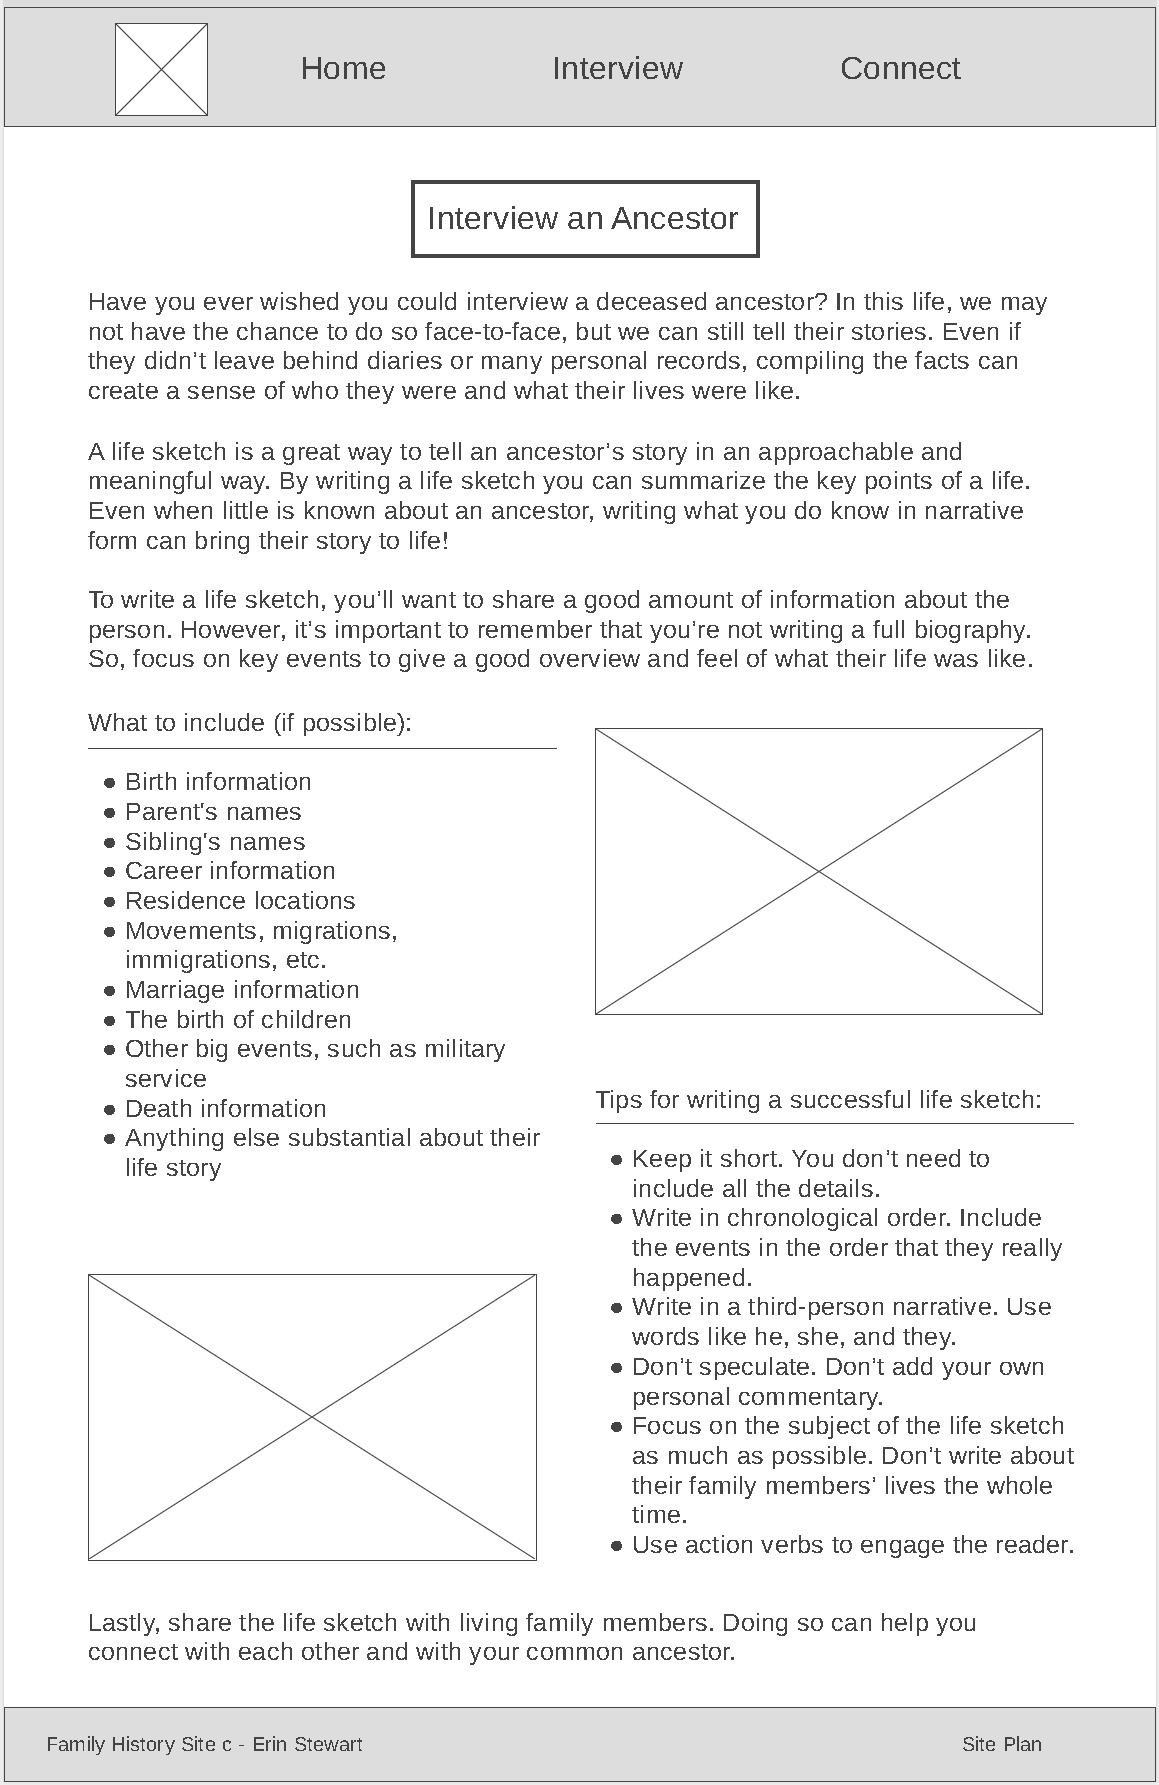 Home Interview Connect
Interview an Ancestor
Have you ever wished you could interview a deceased ancestor? In this life, we may
not have the chance to do so face-to-face, but we can still tell their stories. Even if
they didn’t leave behind diaries or many personal records, compiling the facts can
create a sense of who they were and what their lives were like.
A life sketch is a great way to tell an ancestor’s story in an approachable and
meaningful way. By writing a life sketch you can summarize the key points of a life.
Even when little is known about an ancestor, writing what you do know in narrative
form can bring their story to life!
To write a life sketch, you’ll want to share a good amount of information about the
person. However, it’s important to remember that you’re not writing a full biography.
So, focus on key events to give a good overview and feel of what their life was like.
What to include (if possible):
● Birth information
● Parent's names
● Sibling's names
● Career information
● Residence locations
● Movements, migrations,
immigrations, etc.
● Marriage information
● The birth of children
● Other big events, such as military
service
● Death information
● Anything else substantial about their
life story
Tips for writing a successful life sketch:
● Keep it short. You don’t need to
include all the details.
● Write in chronological order. Include
the events in the order that they really
happened.
● Write in a third-person narrative. Use
words like he, she, and they.
● Don’t speculate. Don’t add your own
personal commentary.
● Focus on the subject of the life sketch
as much as possible. Don’t write about
their family members’ lives the whole
time.
● Use action verbs to engage the reader.
Lastly, share the life sketch with living family members. Doing so can help you
connect with each other and with your common ancestor.
Family History Site c - Erin Stewart Site Plan